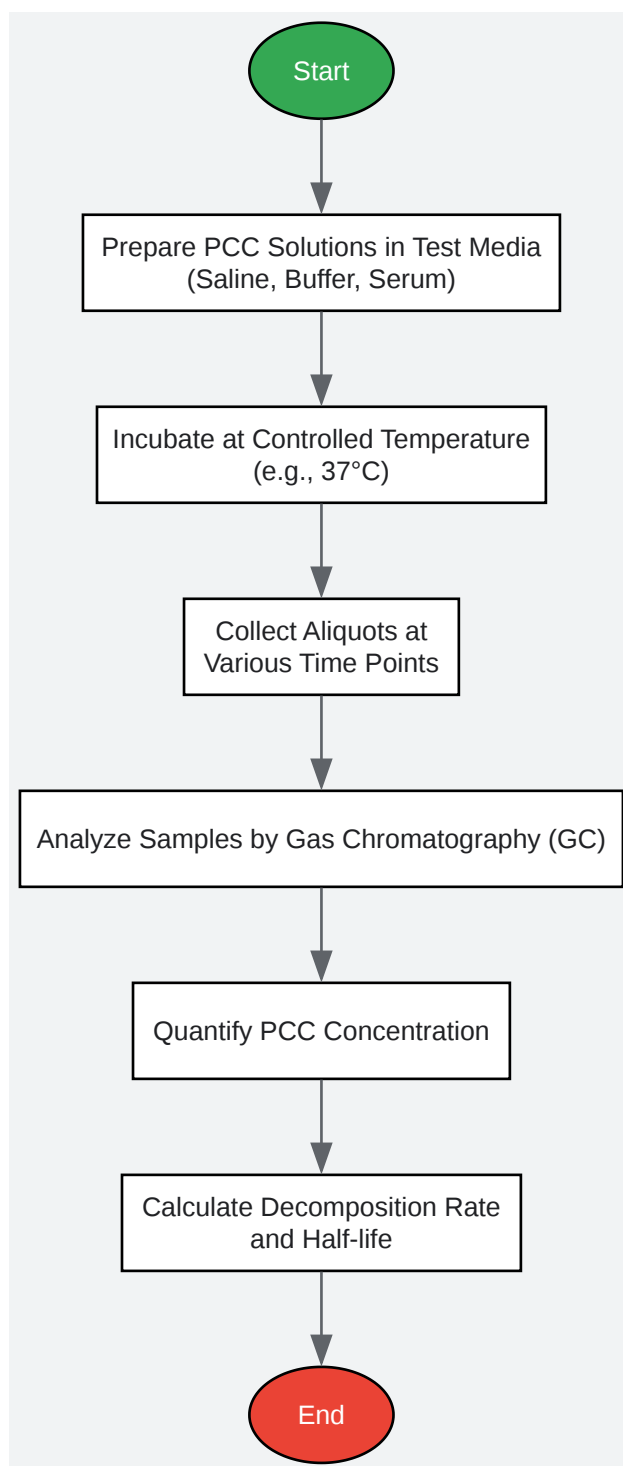 Start
Prepare PCC Solutions in Test Media
(Saline, Buffer, Serum)
Incubate at Controlled Temperature
(e.g., 37°C)
Collect Aliquots at
Various Time Points
Analyze Samples by Gas Chromatography (GC)
Quantify PCC Concentration
Calculate Decomposition Rate
and Half-life
End